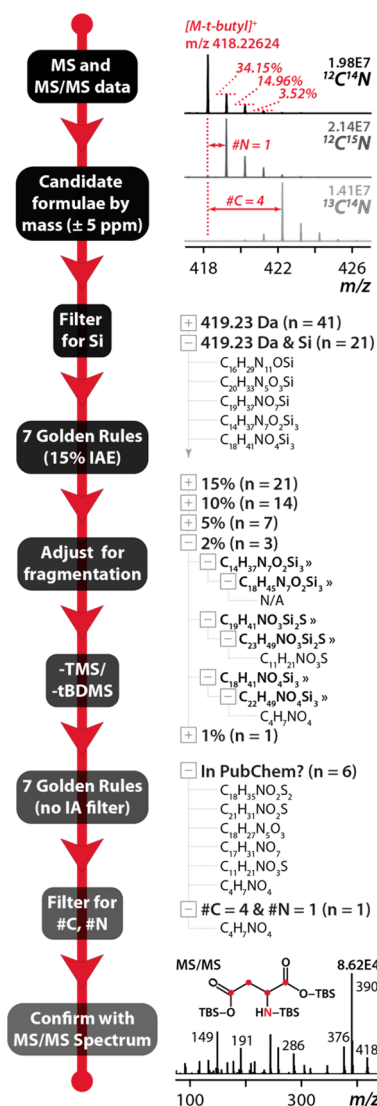 MS and
MS/MS data
Candidate
formulae by
mass (± 5 ppm)
Filter
for Si
7 Golden Rules
(15% IAE)
Adjust for
fragmentation
-TMS/
-tBDMS
7 Golden Rules
(no IA filter)
Filter for
#C, #N
Confirm with
MS/MS Spectrum
[M-t-butyl]⁺
m/z 418.22624
34.15%
14.96%
3.52%
1.98E7
¹²C¹⁴N
#N = 1
2.14E7
¹²C¹⁵N
#C = 4
1.41E7
¹³C¹⁴N
418 422 426
m/z
+ 419.23 Da (n = 41)
− 419.23 Da & Si (n = 21)
C₁₆H₂₉N₁₁OSi
C₂₀H₃₃N₅O₃Si
C₁₉H₃₇NO₇Si
C₁₄H₃₇N₇O₂Si₃
C₁₈H₄₁NO₄Si₃
+ 15% (n = 21)
+ 10% (n = 14)
+ 5% (n = 7)
− 2% (n = 3)
− C₁₄H₃₇N₇O₂Si₃ »
− C₁₈H₄₅N₇O₂Si₃ »
N/A
− C₁₉H₄₁NO₃Si₂S »
− C₂₃H₄₉NO₃Si₂S »
C₁₁H₂₁NO₃S
− C₁₈H₄₁NO₄Si₃ »
− C₂₂H₄₉NO₄Si₃ »
C₄H₇NO₄
+ 1% (n = 1)
− In PubChem? (n = 6)
C₁₈H₃₅NO₂S₂
C₂₁H₃₁NO₂S
C₁₈H₂₇N₅O₃
C₁₇H₃₁NO₇
C₁₁H₂₁NO₃S
C₄H₇NO₄
− #C = 4 & #N = 1 (n = 1)
C₄H₇NO₄
MS/MS
8.62E4
390
O
O
O-TBS
TBS-O
HN-TBS
149
191
286
376
418
100 300 m/z